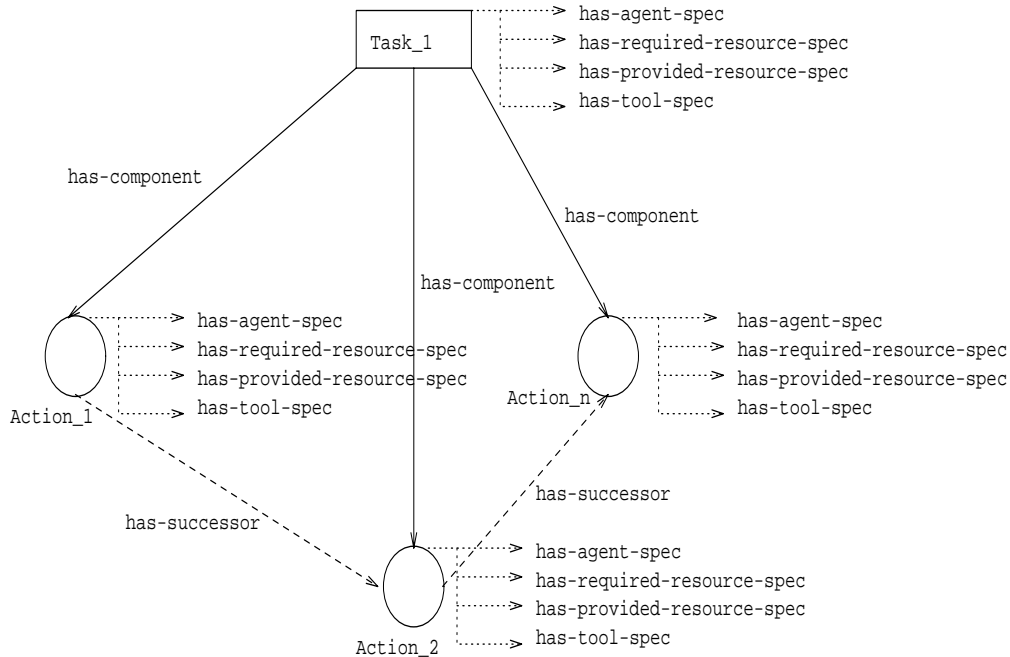 Task_1
has-agent-spec
has-required-resource-spec
has-provided-resource-spec
has-tool-spec
has-component
has-component
has-component
has-agent-spec
has-required-resource-spec
has-provided-resource-spec
has-tool-spec
Action_1
has-agent-spec
has-required-resource-spec
has-provided-resource-spec
has-tool-spec
Action_n
has-successor
has-successor
has-agent-spec
has-required-resource-spec
has-provided-resource-spec
has-tool-spec
Action_2